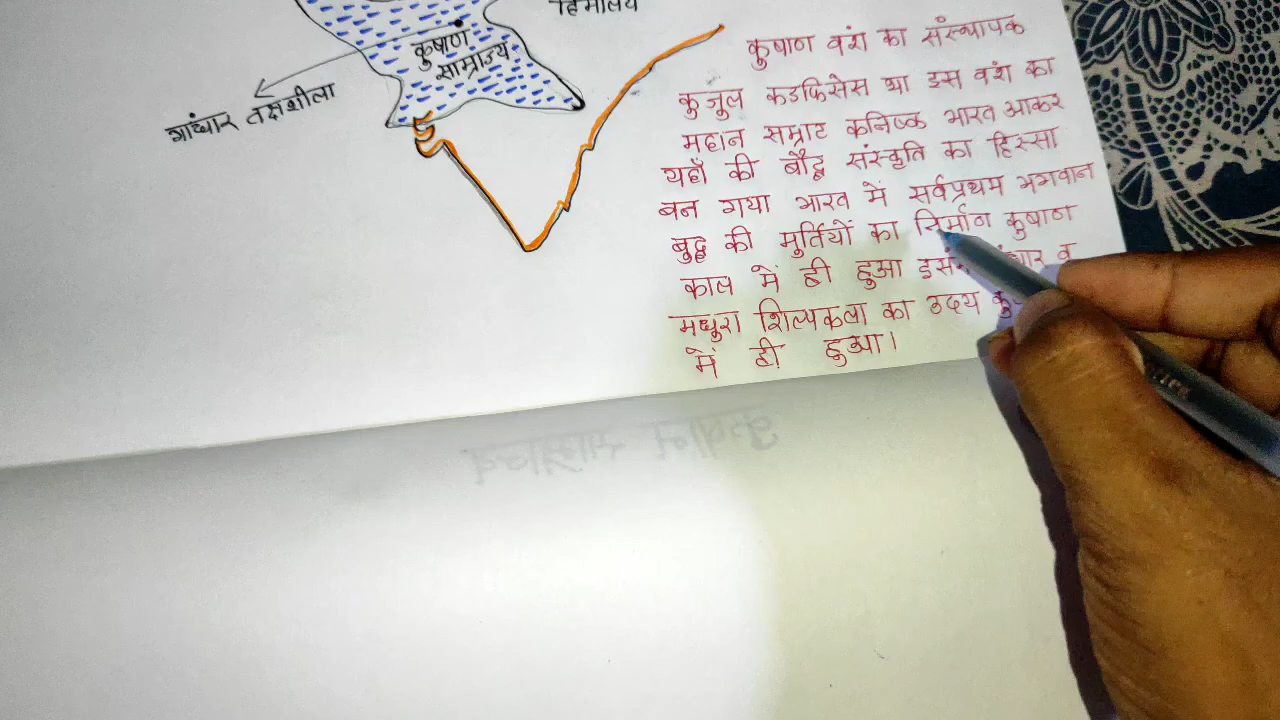 हिमालय
कुषाण
साम्राज्य
गांधार तक्षशीला
कुषाण वंश का संस्थापक
कुजुल कडफिसेस था इस वंश का
महान सम्राट कनिष्क भारत आकर
यहाँ की बौद्ध संस्कृति का हिस्सा
बन गया भारत में सर्वप्रथम भगवान
बुद्ध की मुर्तियों का निर्माण कुषाण
काल में ही हुआ व
मथुरा शिल्पकला का उदय
में ही हुआ।